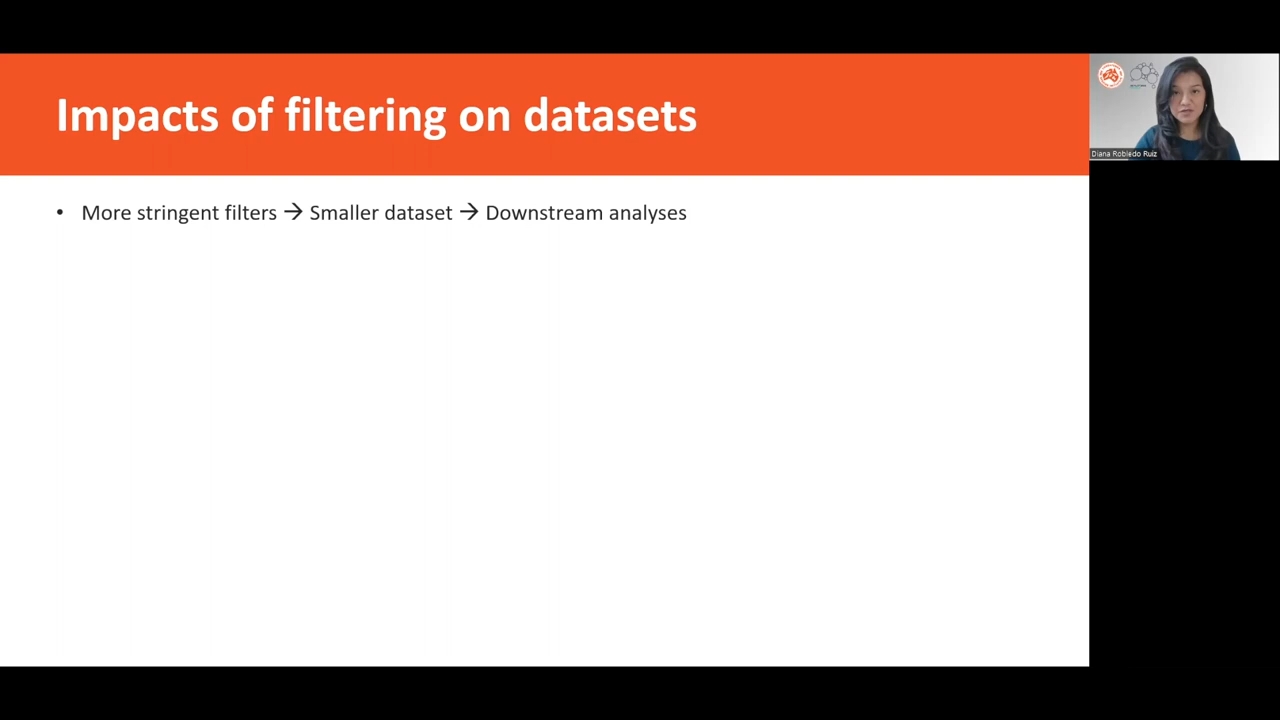 Impacts of filtering on datasets
• More stringent filters → Smaller dataset → Downstream analyses
Diana Robledo Ruiz